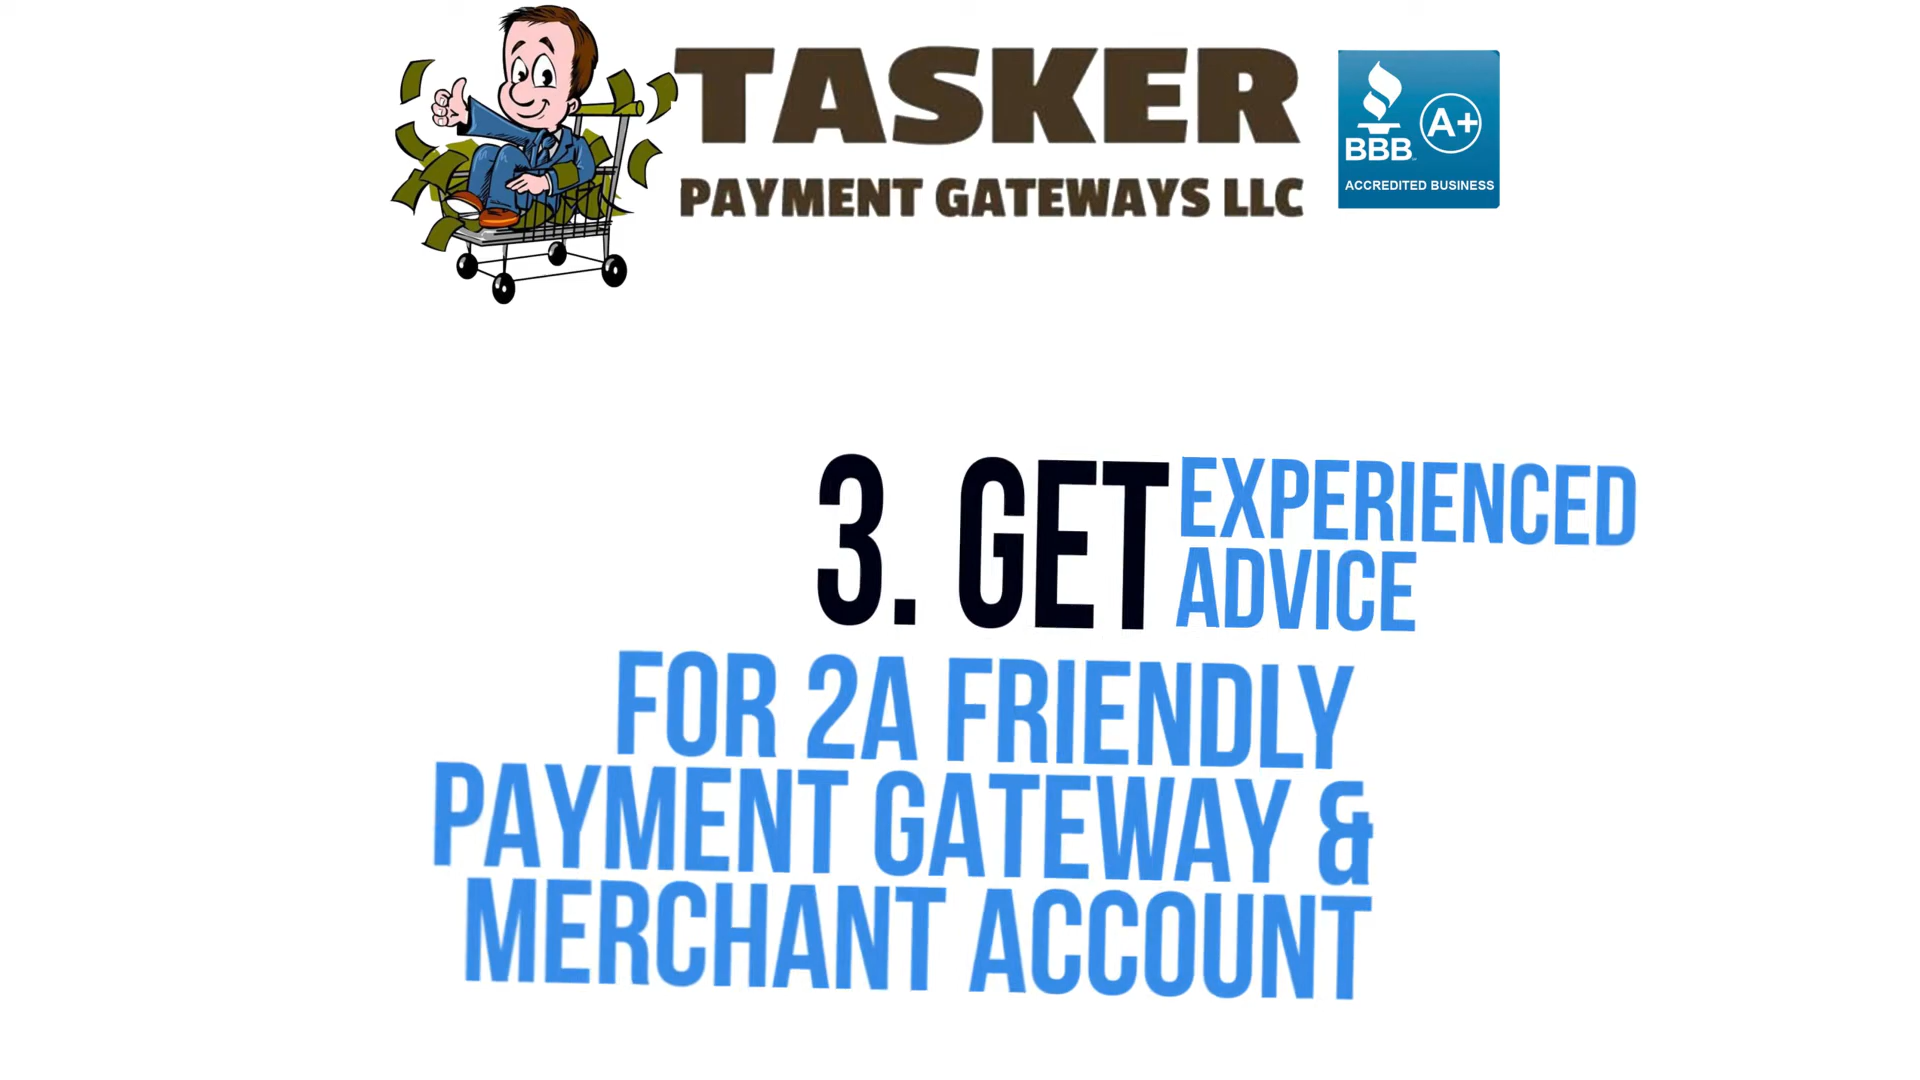 TASKER
PAYMENT GATEWAYS LLC
BBB
A+
ACCREDITED BUSINESS
3. GET EXPERIENCED
ADVICE
FOR 2A FRIENDLY
PAYMENT GATEWAY &
MERCHANT ACCOUNT